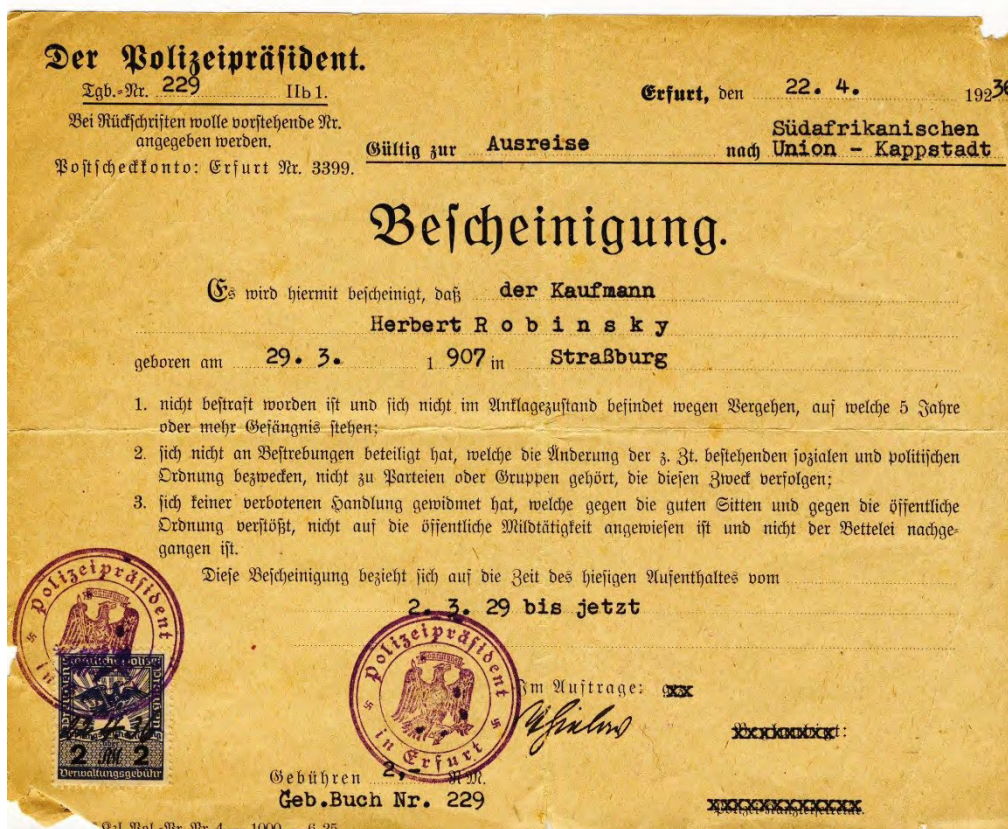 Der Polizeipräsident.
Tgb.-Nr. 229 IIb1.
Erfurt, den 22. 4. 1936
Bei Rückschriften wolle vorstehende Nr.
angegeben werden.
Postscheckkonto: Erfurt Nr. 3399.
Gültig zur Ausreise nach Südafrikanischen
Union - Kappstadt
Bescheinigung.
Es wird hiermit bescheinigt, daß der Kaufmann
Herbert Robinsky
geboren am 29. 3. 1907 in Straßburg
1. nicht bestraft worden ist und sich nicht im Anklagezustand befindet wegen Vergehen, auf welche 5 Jahre
oder mehr Gefängnis stehen;
2. sich nicht an Bestrebungen beteiligt hat, welche die Änderung der z. Zt. bestehenden sozialen und politischen
Ordnung bezwecken, nicht zu Parteien oder Gruppen gehört, die diesen Zweck verfolgen;
3. sich keiner verbotenen Handlung gewidmet hat, welche gegen die guten Sitten und gegen die öffentliche
Ordnung verstößt, nicht auf die öffentliche Mildtätigkeit angewiesen ist und nicht der Bettelei nachge-
gangen ist.
Diese Bescheinigung bezieht sich auf die Zeit des hiesigen Aufenthaltes vom
2. 3. 29 bis jetzt
Polizeipräsident
in
Polizeipräsident
in Erfurt
Im Auftrage:
2 RM 2
Verwaltungsgebühr
Gebühren 2,- RM.
Geb.Buch Nr. 229